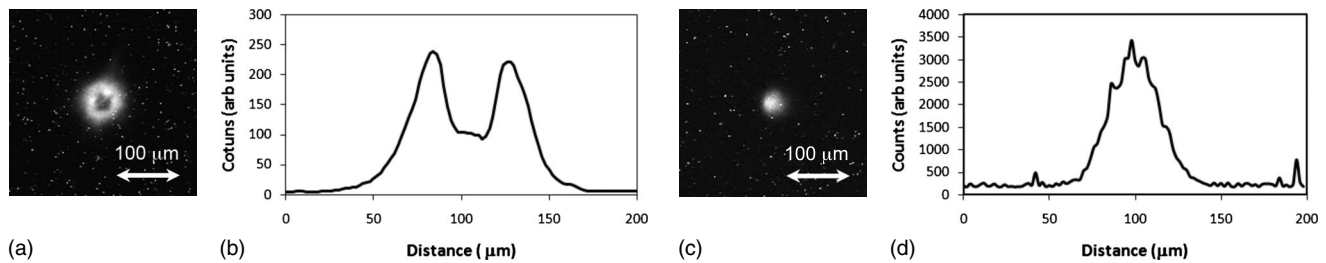 100 µm
(a)
Cotuns (arb units)
300
250
200
150
100
50
0
0 50 100 150 200
Distance ( µm)
(b)
100 µm
(c)
Counts (arb units)
4000
3500
3000
2500
2000
1500
1000
500
0
0 50 100 150 200
Distance (µm)
(d)